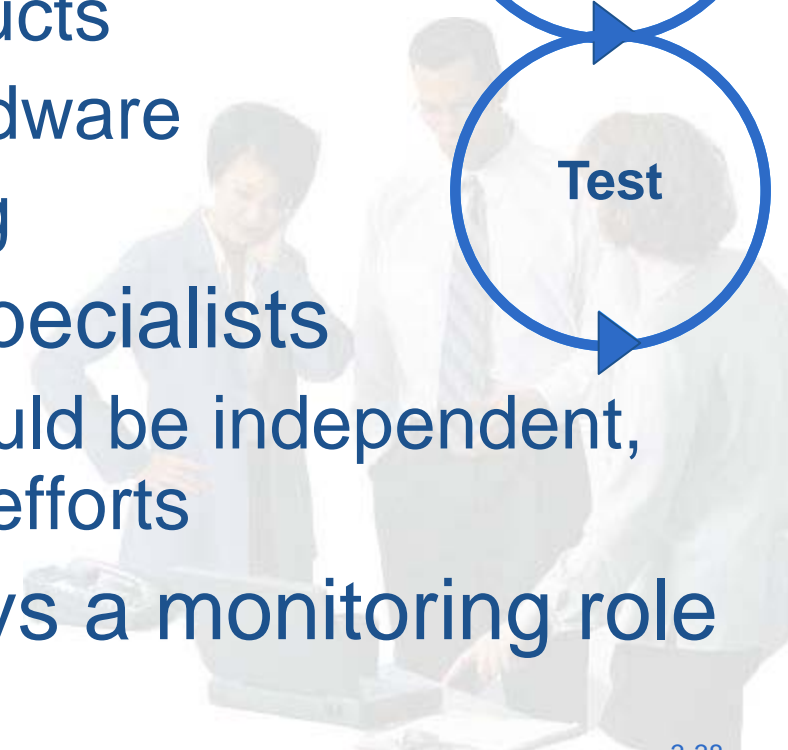 ucts
dware
Test
g
pecialists
uld be independent,
efforts
ys a monitoring role